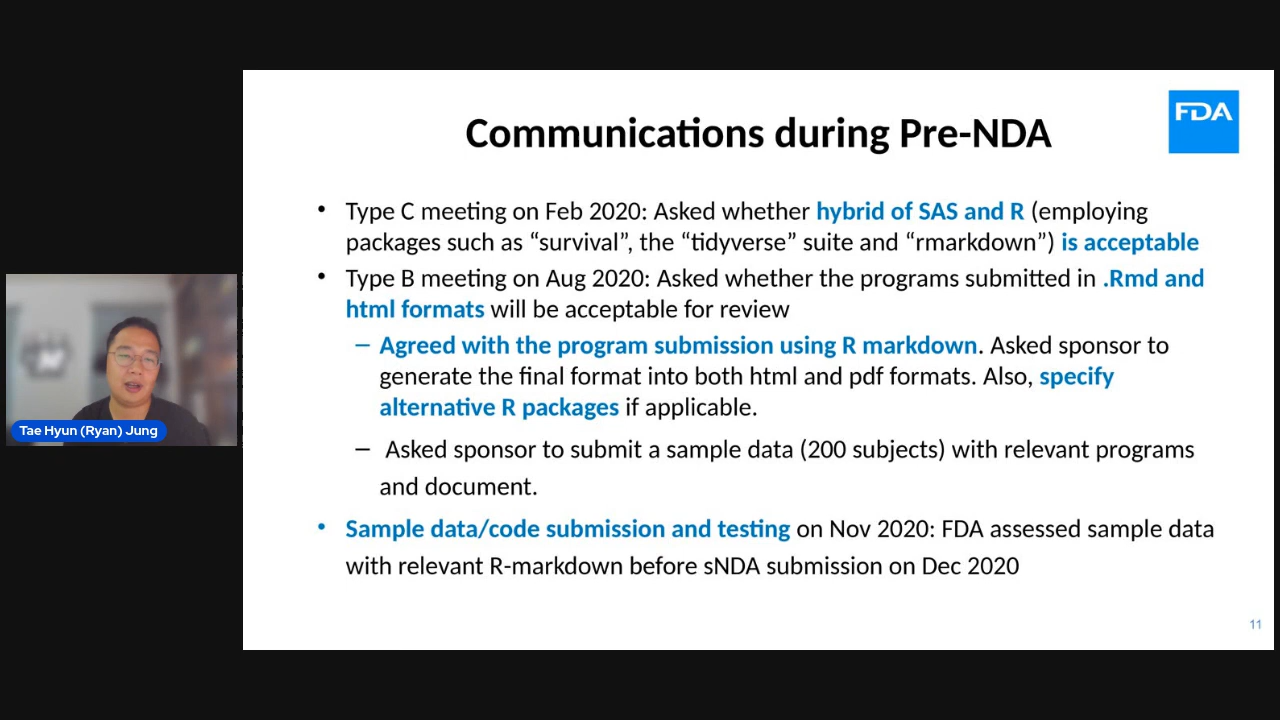 FDA
Communications during Pre-NDA
• Type C meeting on Feb 2020: Asked whether hybrid of SAS and R (employing
packages such as “survival”, the “tidyverse” suite and “rmarkdown”) is acceptable
• Type B meeting on Aug 2020: Asked whether the programs submitted in .Rmd and
html formats will be acceptable for review
– Agreed with the program submission using R markdown. Asked sponsor to
generate the final format into both html and pdf formats. Also, specify
alternative R packages if applicable.
– Asked sponsor to submit a sample data (200 subjects) with relevant programs
and document.
• Sample data/code submission and testing on Nov 2020: FDA assessed sample data
with relevant R-markdown before sNDA submission on Dec 2020
11
Tae Hyun (Ryan) Jung